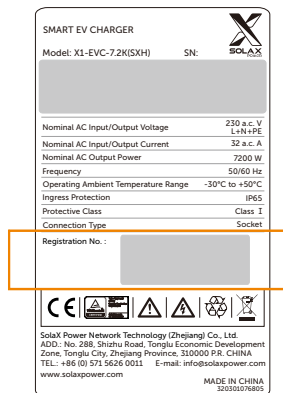 SMART EV CHARGER
SOLAX
POWER
Model: X1-EVC-7.2K(SXH) SN:
Nominal AC Input/Output Voltage 230 a.c. V
L+N+PE
Nominal AC Input/Output Current 32 a.c. A
Nominal AC Output Power 7200 W
Frequency 50/60 Hz
Operating Ambient Temperature Range -30°C to +50°C
Ingress Protection IP65
Protective Class Class I
Connection Type Socket
Registration No. :
CE
SolaX Power Network Technology (Zhejiang) Co., Ltd.
ADD.: No. 288, Shizhu Road, Tonglu Economic Development
Zone, Tonglu City, Zhejiang Province, 310000 P.R. CHINA
TEL.: +86 (0) 571 5626 0011 E-mail: info@solaxpower.com
www.solaxpower.com
MADE IN CHINA
320301076805